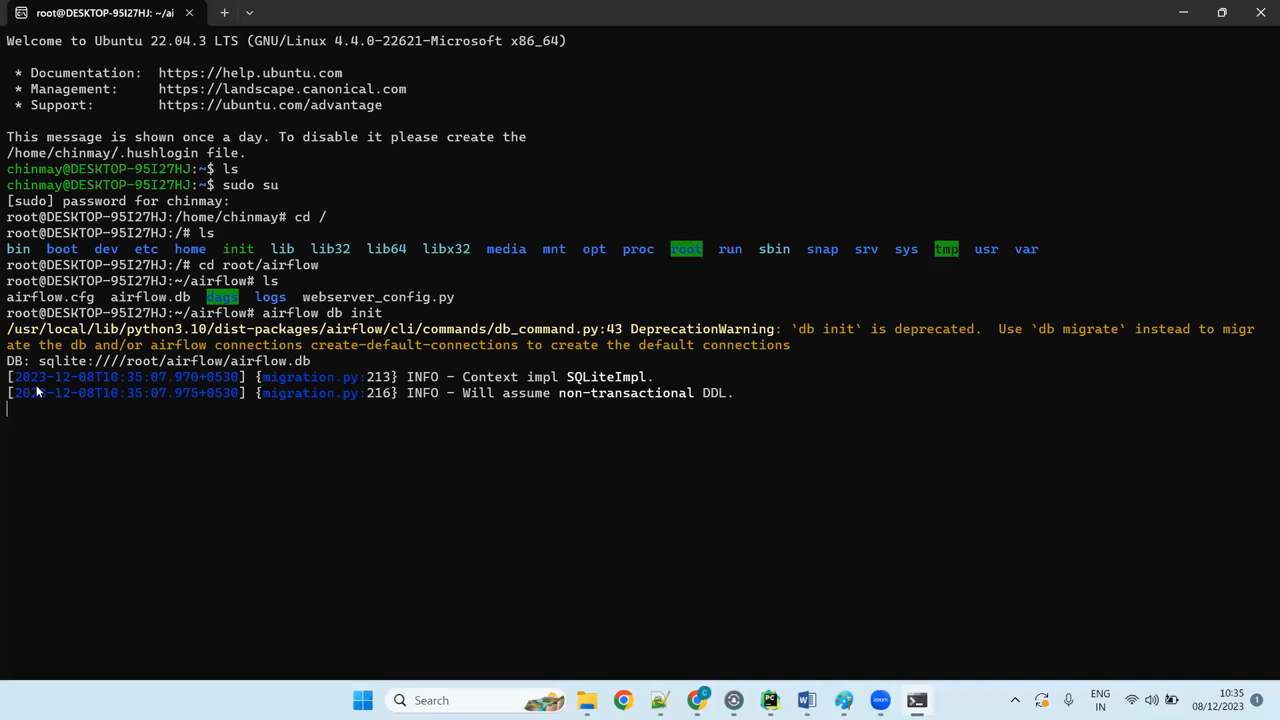 root@DESKTOP-95I27HJ: ~/ai
Welcome to Ubuntu 22.04.3 LTS (GNU/Linux 4.4.0-22621-Microsoft x86_64)
* Documentation: https://help.ubuntu.com
* Management: https://landscape.canonical.com
* Support: https://ubuntu.com/advantage
This message is shown once a day. To disable it please create the
/home/chinmay/.hushlogin file.
chinmay@DESKTOP-95I27HJ:~$ ls
chinmay@DESKTOP-95I27HJ:~$ sudo su
[sudo] password for chinmay:
root@DESKTOP-95I27HJ:/home/chinmay# cd /
root@DESKTOP-95I27HJ:/# ls
bin boot dev etc home init lib lib32 lib64 libx32 media mnt opt proc root run sbin snap srv sys tmp usr var
root@DESKTOP-95I27HJ:/# cd root/airflow
root@DESKTOP-95I27HJ:~/airflow# ls
airflow.cfg airflow.db dags logs webserver_config.py
root@DESKTOP-95I27HJ:~/airflow# airflow db init
/usr/local/lib/python3.10/dist-packages/airflow/cli/commands/db_command.py:43 DeprecationWarning: `db init` is deprecated. Use `db migrate` instead to migr
ate the db and/or airflow connections create-default-connections to create the default connections
DB: sqlite:////root/airflow/airflow.db
[2023-12-08T10:35:07.970+0530] {migration.py:213} INFO - Context impl SQLiteImpl.
[2023-12-08T10:35:07.975+0530] {migration.py:216} INFO - Will assume non-transactional DDL.
Search
ENG
IN
10:35
08/12/2023
1